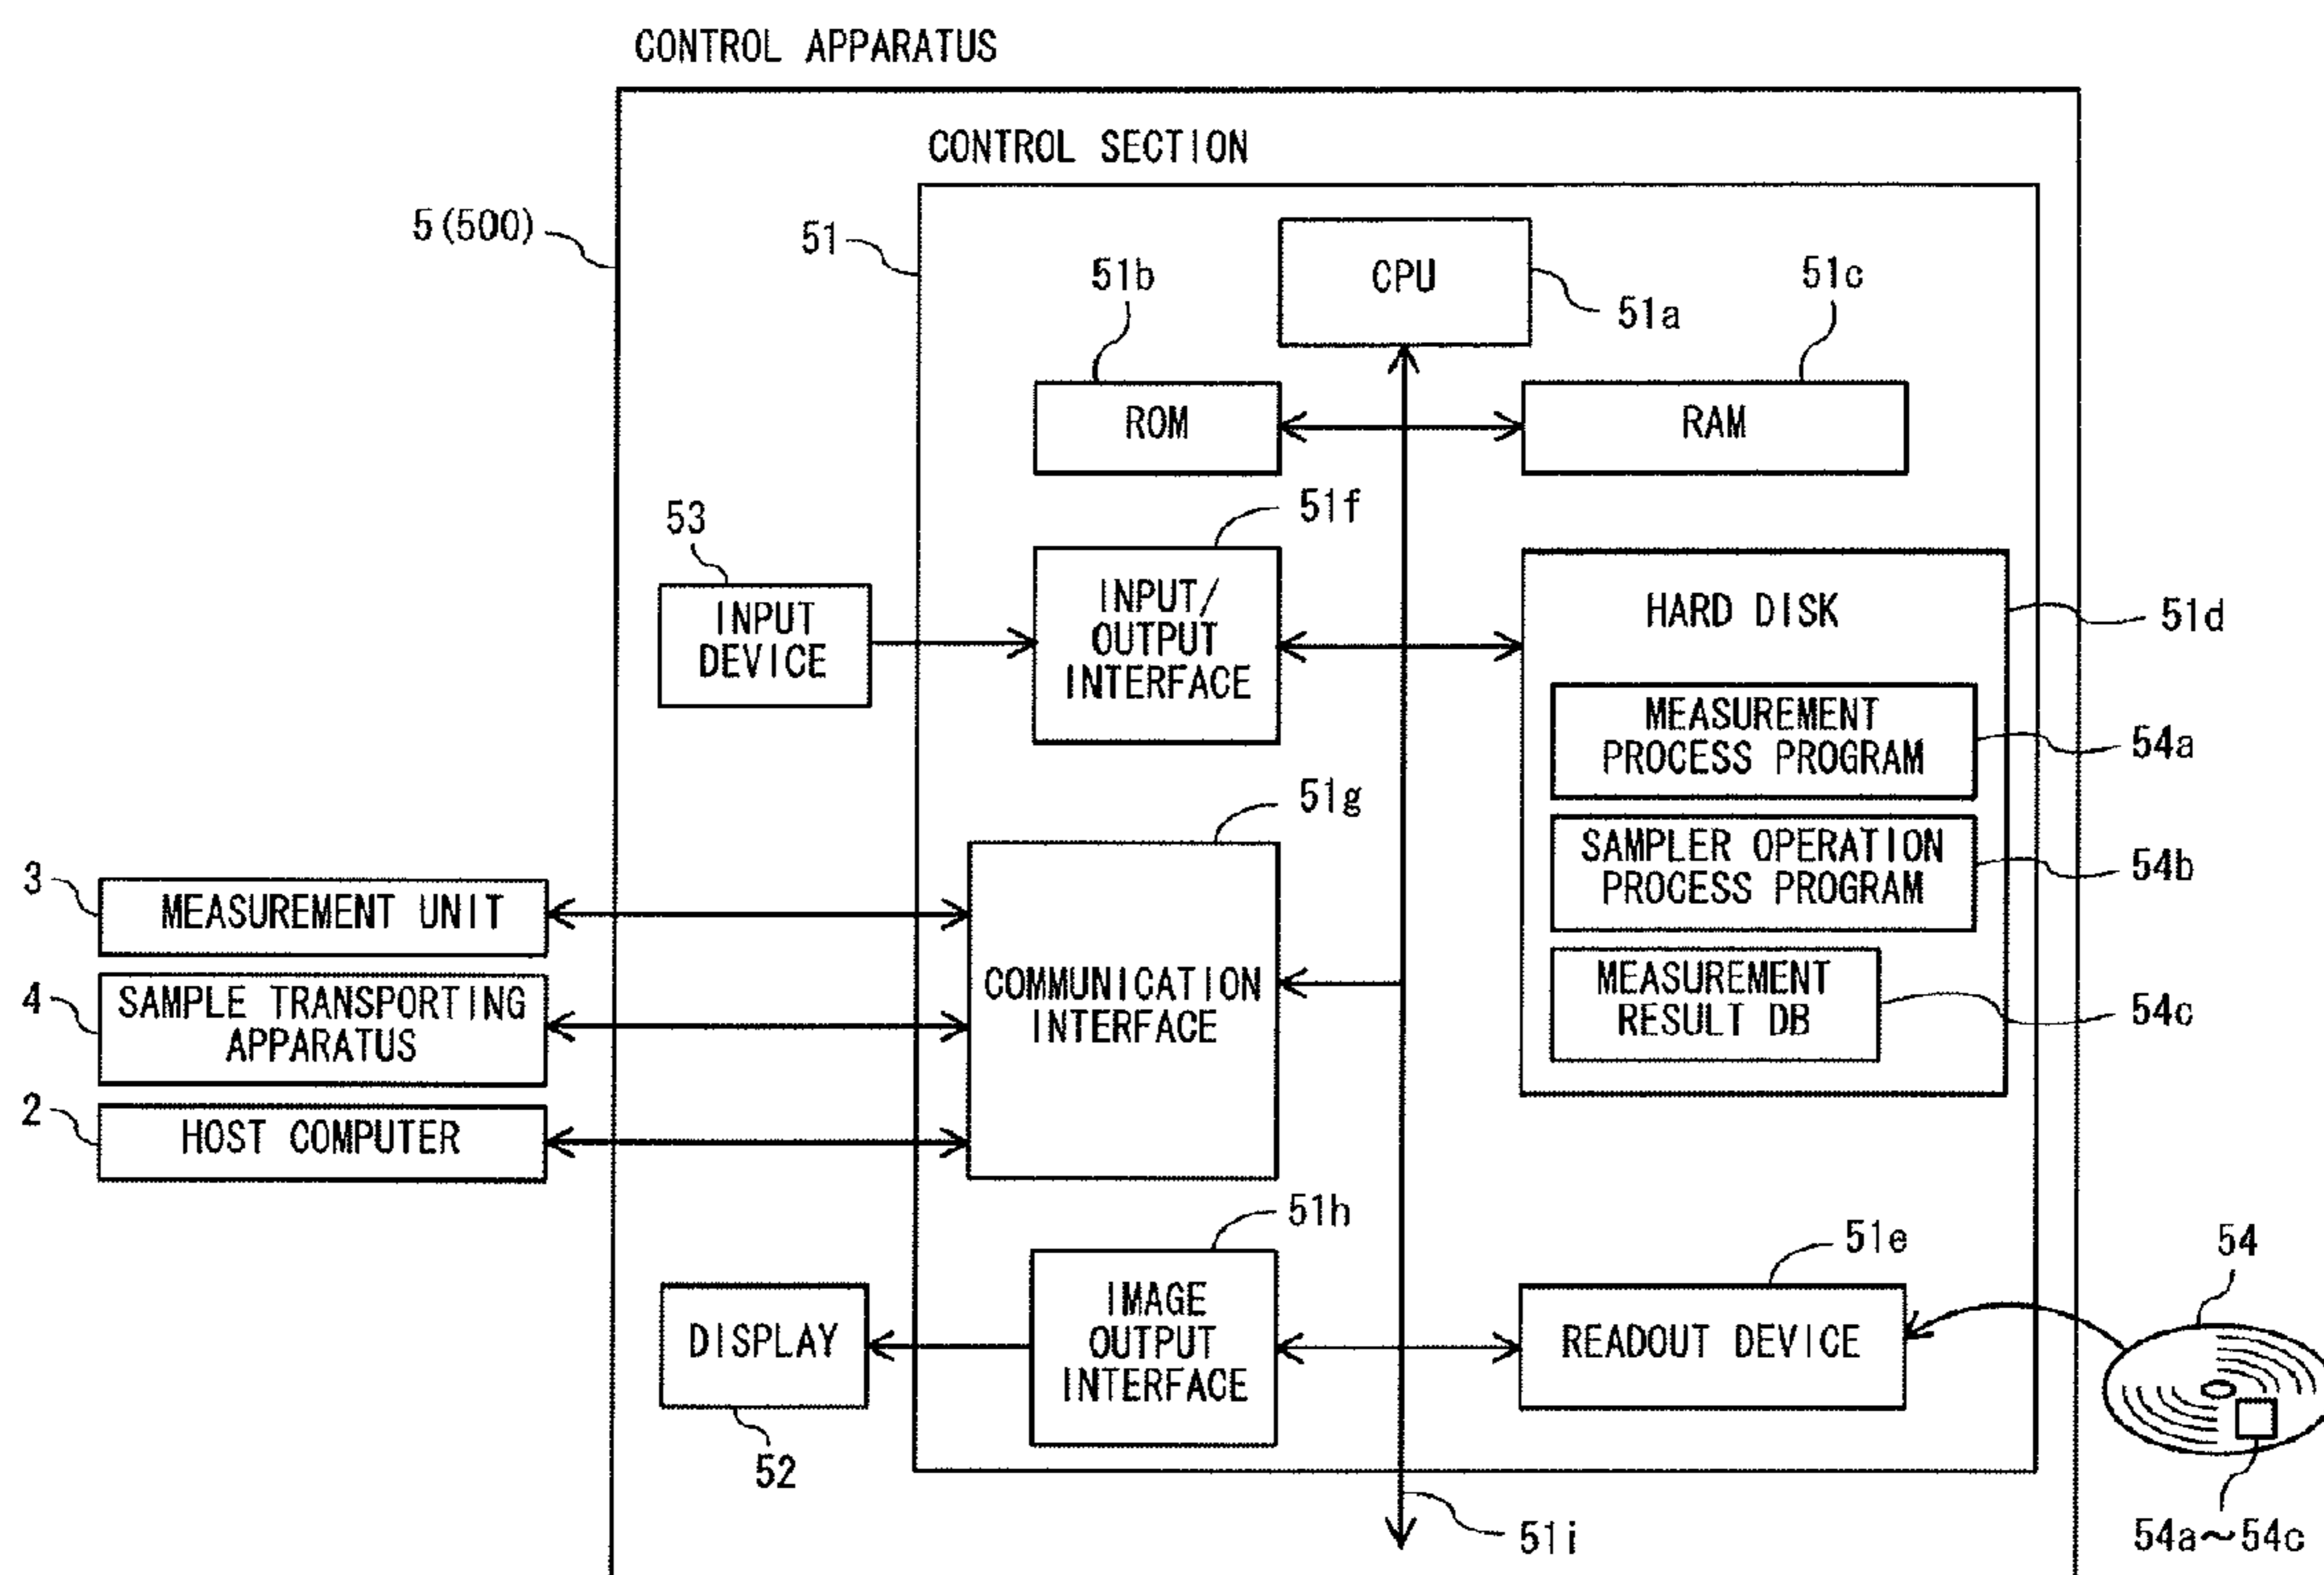 CONTROL APPARATUS
CONTROL SECTION
5(500)
51
CPU
51a
51b
51c
ROM
RAM
53
51f
INPUT
DEVICE
INPUT/
OUTPUT
INTERFACE
HARD DISK
51d
MEASUREMENT
PROCESS PROGRAM
54a
SAMPLER OPERATION
PROCESS PROGRAM
54b
MEASUREMENT
RESULT DB
54c
51g
3
MEASUREMENT UNIT
4
SAMPLE TRANSPORTING
APPARATUS
2
HOST COMPUTER
COMMUNICATION
INTERFACE
51h
DISPLAY
52
IMAGE
OUTPUT
INTERFACE
51e
READOUT DEVICE
54
54a~54c
51i